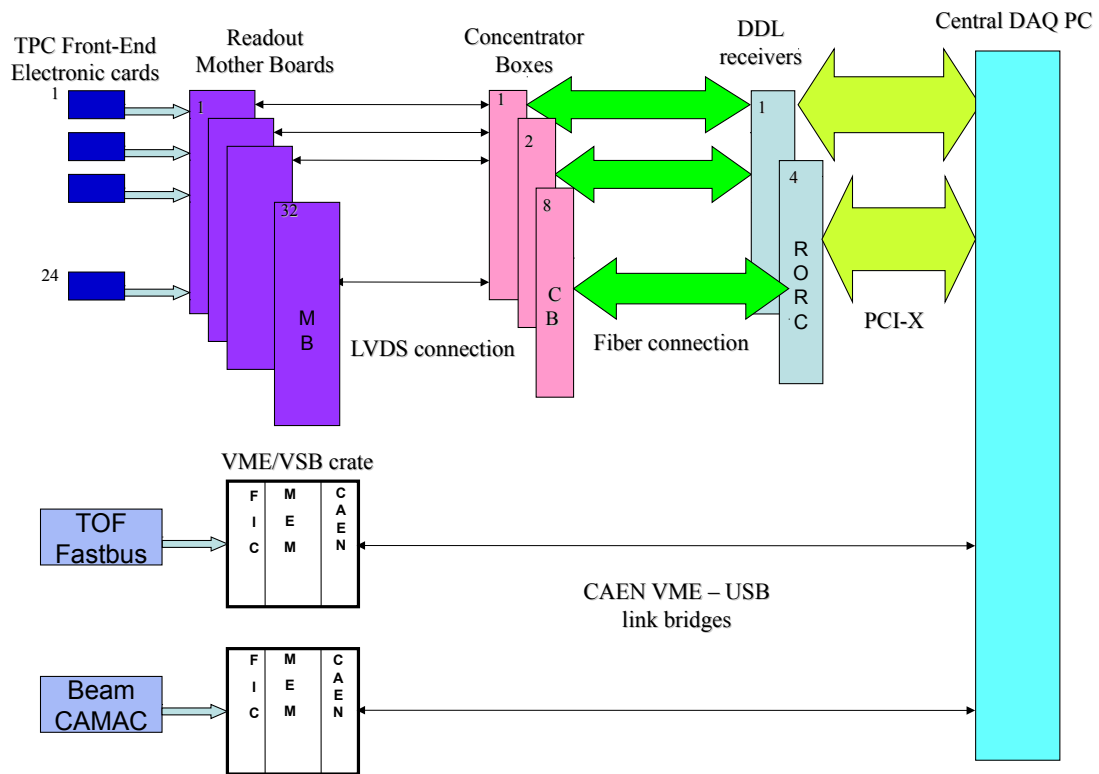 Central DAQ PC
TPC Front-End
Electronic cards
Readout
Mother Boards
Concentrator
Boxes
DDL
receivers
1
24
1
32
M
B
1
2
8
C
B
1
4
R
O
R
C
LVDS connection
Fiber connection
PCI-X
VME/VSB crate
TOF
Fastbus
F
I
C
M
E
M
C
A
E
N
CAEN VME – USB
link bridges
Beam
CAMAC
F
I
C
M
E
M
C
A
E
N